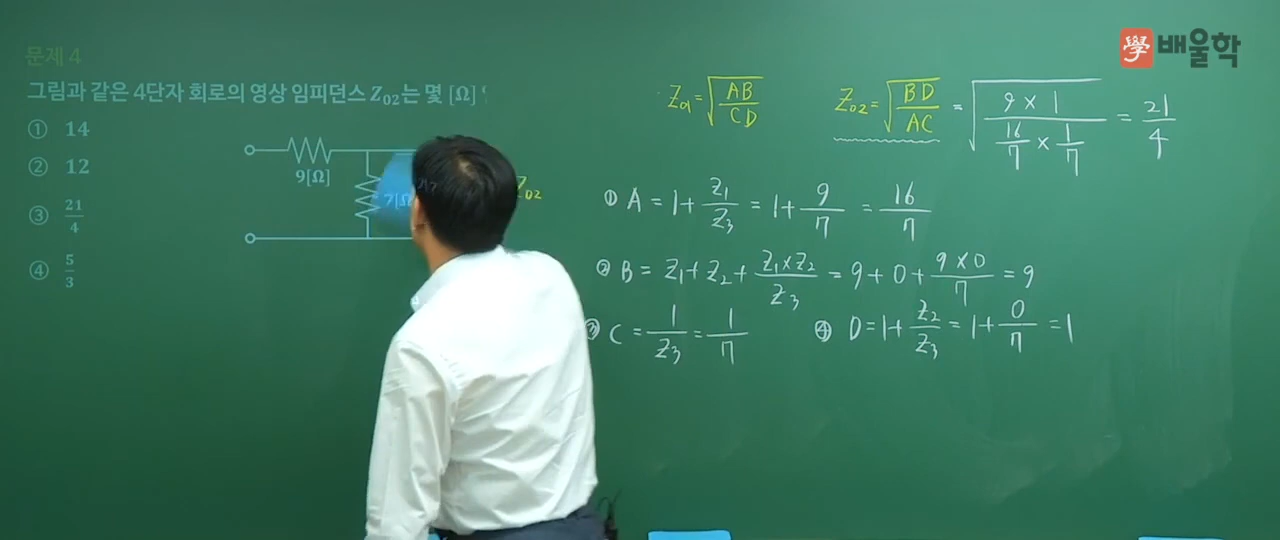 學 배울학
문제 4
그림과 같은 4단자 회로의 영상 임피던스 Z₀₂는 몇 [Ω]
① 14
② 12
③ 21/4
④ 5/3
9[Ω]
7[Ω
Z₀₂
Z₀₁ = √(AB/CD)
Z₀₂ = √(BD/AC) = √((9 × 1)/(16/7 × 1/7)) = 21/4
① A = 1 + Z₁/Z₃ = 1 + 9/7 = 16/7
② B = Z₁ + Z₂ + (Z₁×Z₂)/Z₃ = 9 + 0 + (9 × 0)/7 = 9
③ C = 1/Z₃ = 1/7
④ D = 1 + Z₂/Z₃ = 1 + 0/7 = 1